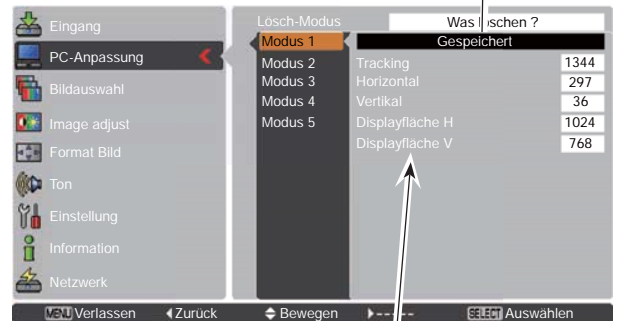 Eingang
PC-Anpassung
Bildauswahl
Image adjust
Format Bild
Ton
Einstellung
Information
Netzwerk
Lösch-Modus
Was löschen ?
Modus 1
Gespeichert
Modus 2
Tracking 1344
Modus 3
Horizontal 297
Modus 4
Vertikal 36
Modus 5
Displayfläche H 1024
Displayfläche V 768
MENU Verlassen
Zurück
Bewegen
-----
SELECT Auswählen